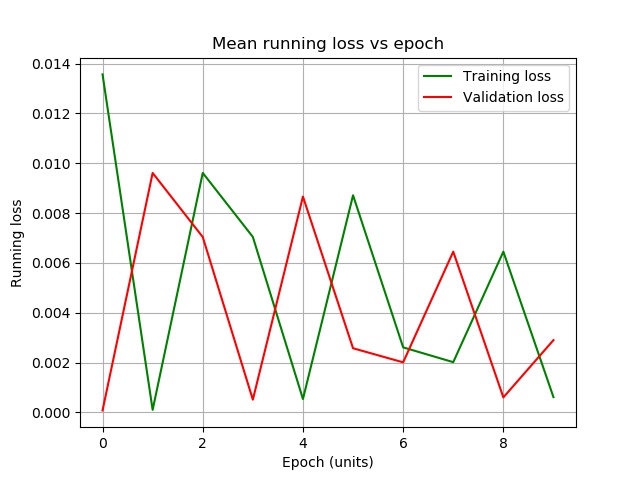 Mean running loss vs epoch
Training loss
Validation loss
Running loss
0.014
0.012
0.010
0.008
0.006
0.004
0.002
0.000
0 2 4 6 8
Epoch (units)